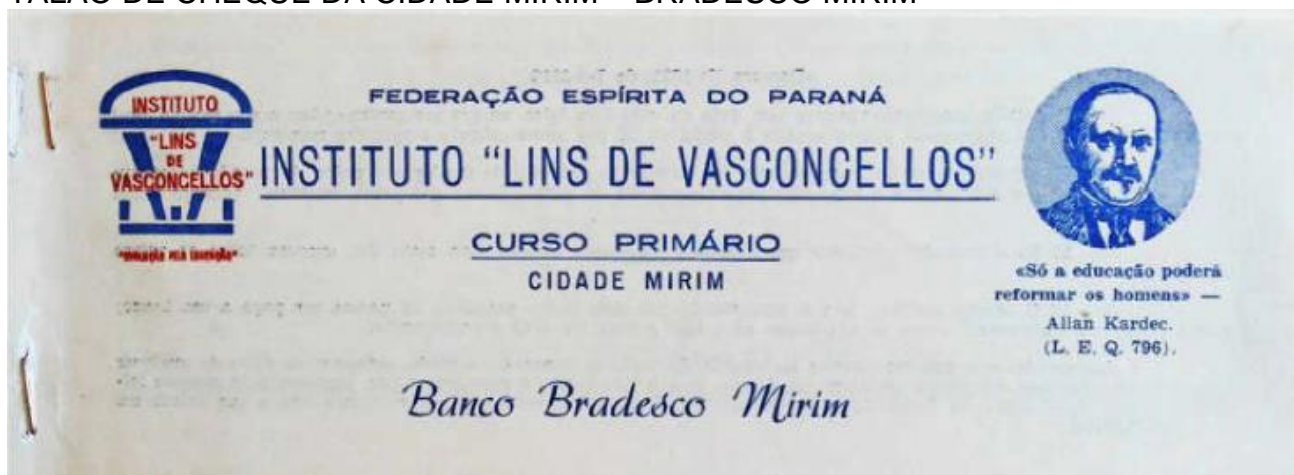 TALÃO DE CHEQUE DA CIDADE MIRIM – BRADESCO MIRIM
INSTITUTO
"LINS
DE
VASCONCELLOS"
FEDERAÇÃO ESPÍRITA DO PARANÁ
INSTITUTO "LINS DE VASCONCELLOS"
CURSO PRIMÁRIO
CIDADE MIRIM
«Só a educação poderá
reformar os homens» —
Allan Kardec.
(L. E. Q. 796).
Banco Bradesco Mirim